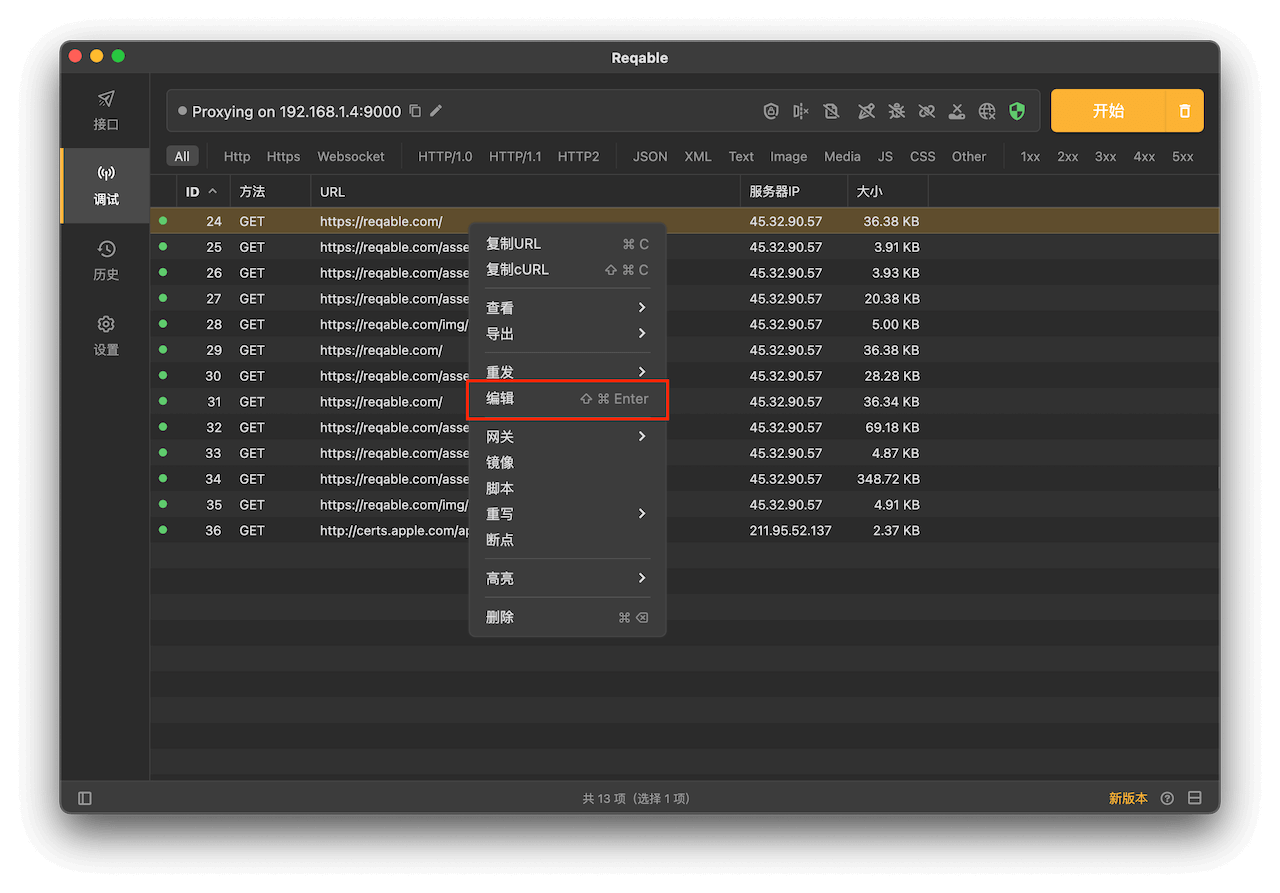 Reqable
接口
调试
历史
设置
Proxying on 192.168.1.4:9000
开始
All Http Https Websocket HTTP/1.0 HTTP/1.1 HTTP2 JSON XML Text Image Media JS CSS Other 1xx 2xx 3xx 4xx 5xx
ID 方法 URL 服务器IP 大小
24 GET https://reqable.com/ 45.32.90.57 36.38 KB
25 GET https://reqable.com/asse 45.32.90.57 3.91 KB
26 GET https://reqable.com/asse 45.32.90.57 3.93 KB
27 GET https://reqable.com/asse 45.32.90.57 20.38 KB
28 GET https://reqable.com/img/ 45.32.90.57 5.00 KB
29 GET https://reqable.com/ 45.32.90.57 36.38 KB
30 GET https://reqable.com/asse 45.32.90.57 28.28 KB
31 GET https://reqable.com/ 45.32.90.57 36.34 KB
32 GET https://reqable.com/asse 45.32.90.57 69.18 KB
33 GET https://reqable.com/asse 45.32.90.57 4.87 KB
34 GET https://reqable.com/asse 45.32.90.57 348.72 KB
35 GET https://reqable.com/img/ 45.32.90.57 4.91 KB
36 GET http://certs.apple.com/ap 211.95.52.137 2.37 KB
复制URL ⌘ C
复制cURL ⇧ ⌘ C
查看
导出
重发
编辑 ⇧ ⌘ Enter
网关
镜像
脚本
重写
断点
高亮
删除 ⌘ ⌫
共 13 项（选择 1 项）
新版本